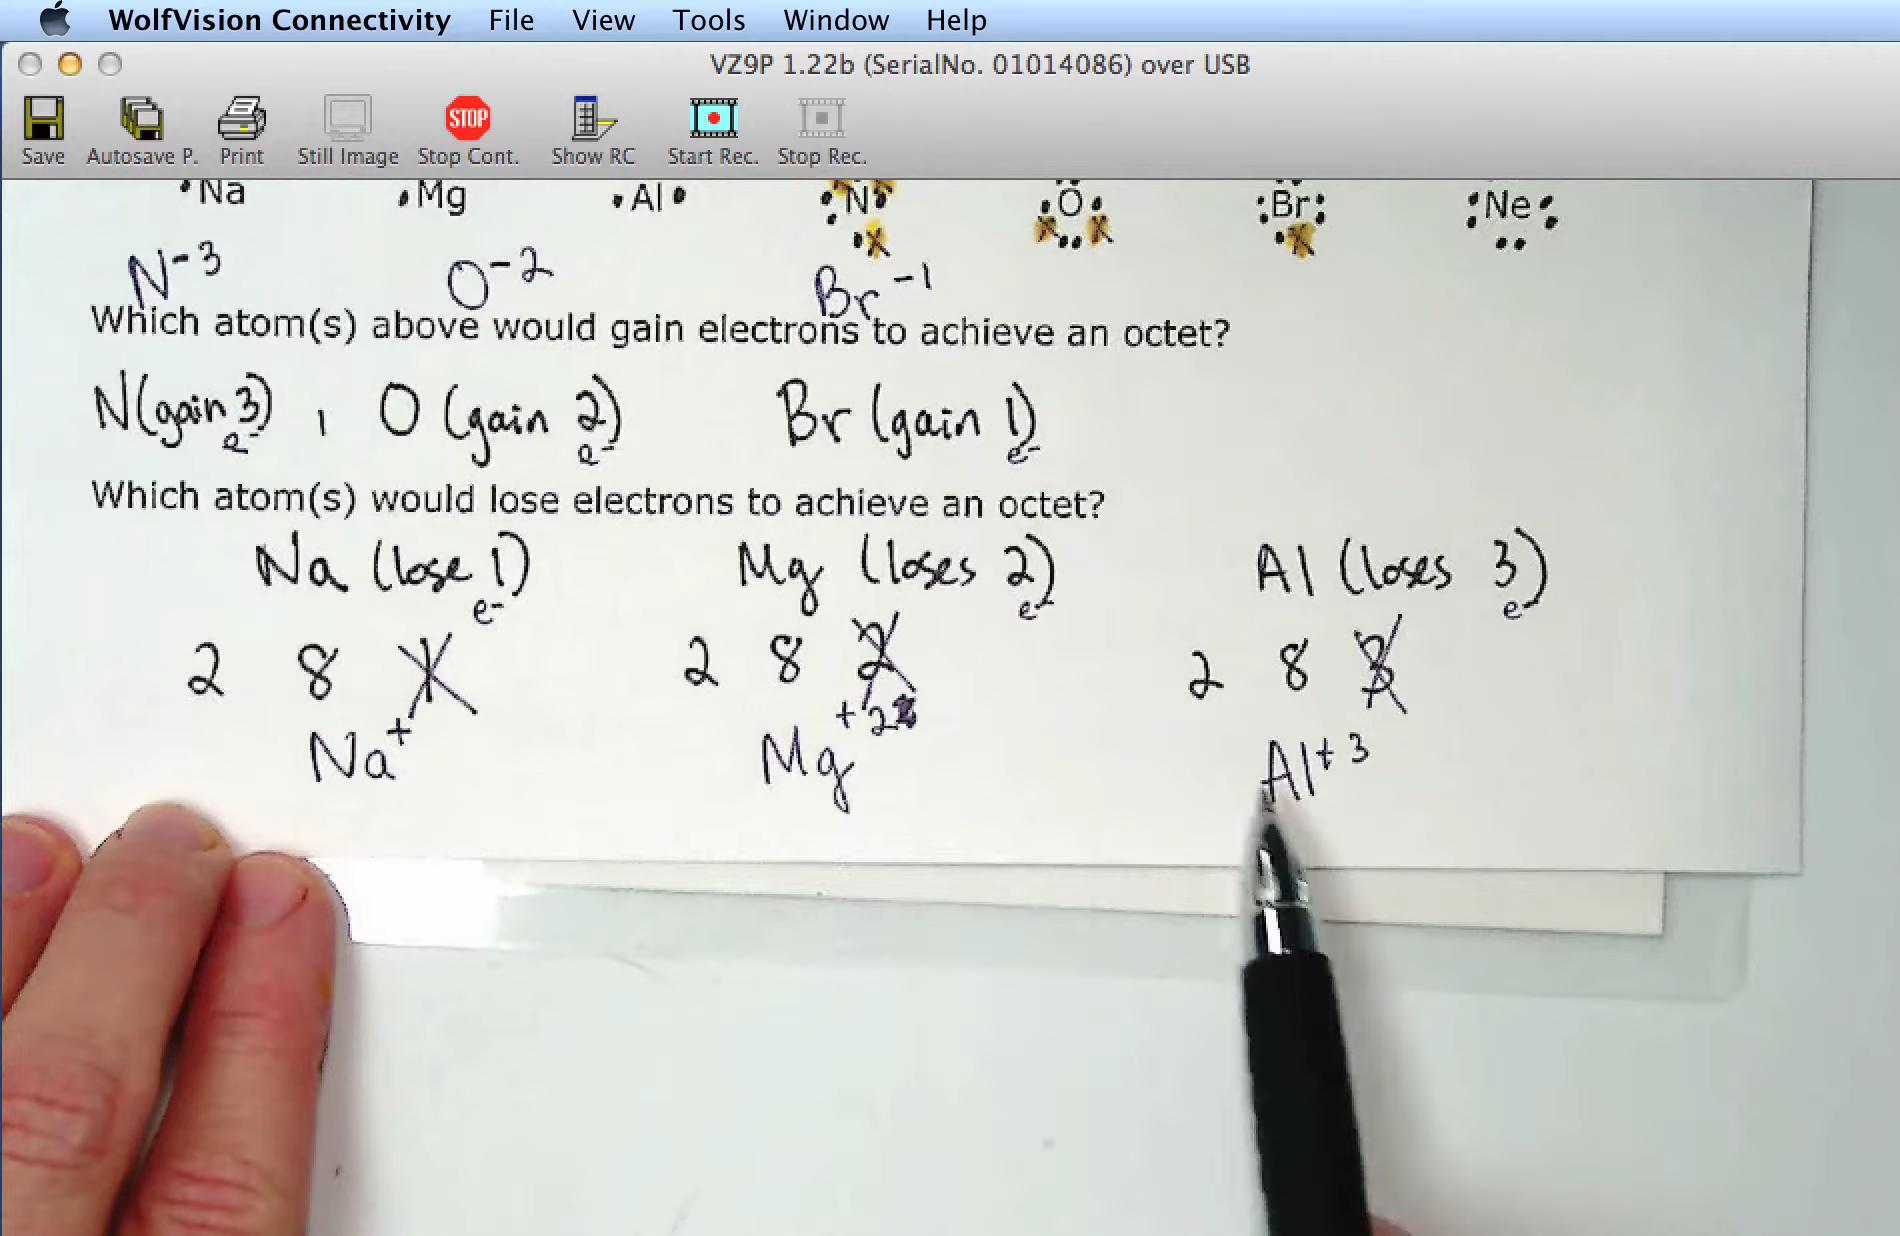 WolfVision Connectivity File View Tools Window Help
VZ9P 1.22b (SerialNo. 01014086) over USB
STOP
Save Autosave P. Print Still Image Stop Cont. Show RC Start Rec. Stop Rec.
Na Mg Al N O Br Ne
x x x x
N-3 O-2 Br-1
Which atom(s) above would gain electrons to achieve an octet?
N(gain 3) , O (gain 2) Br (gain 1)
e- e- e-
Which atom(s) would lose electrons to achieve an octet?
Na (lose 1) Mg (loses 2) Al (loses 3)
e- e- e-
2 8 1 2 8 2 2 8 3
Na+ Mg+2 Al+3